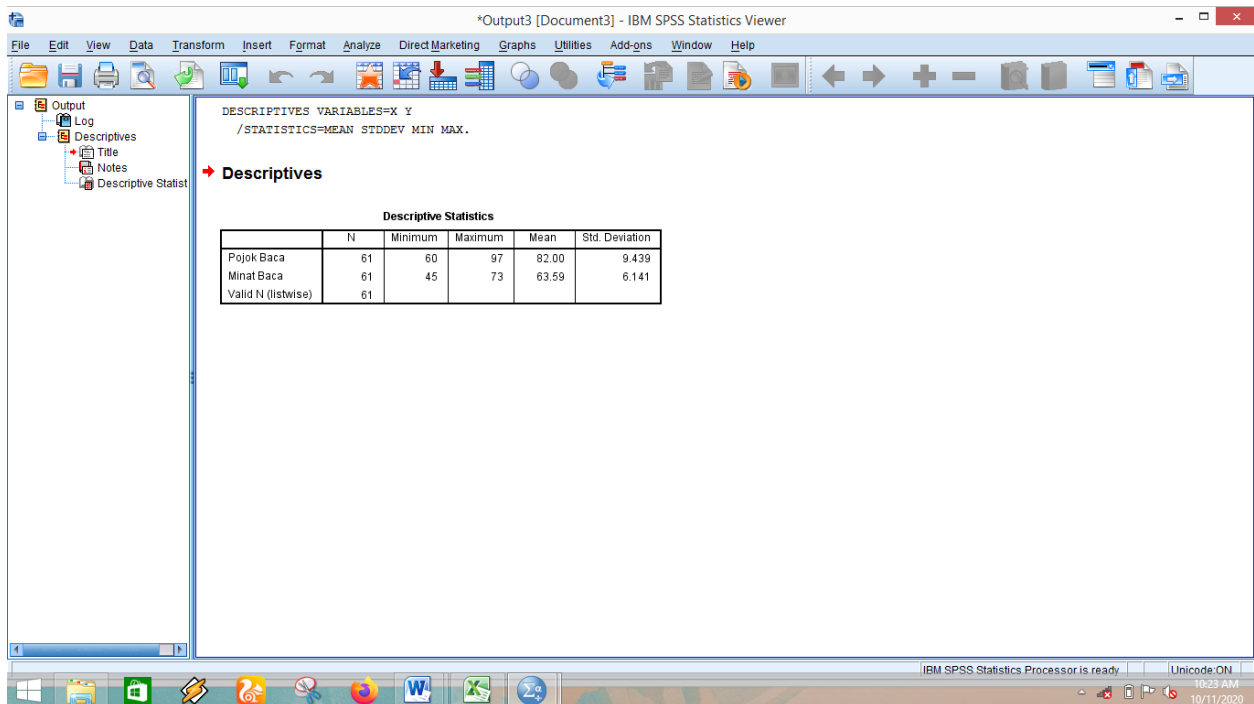 *Output3 [Document3] - IBM SPSS Statistics Viewer
File Edit View Data Transform Insert Format Analyze Direct Marketing Graphs Utilities Add-ons Window Help
Output
Log
Descriptives
Title
Notes
Descriptive Statist
DESCRIPTIVES VARIABLES=X Y
/STATISTICS=MEAN STDDEV MIN MAX.
Descriptives
Descriptive Statistics
N Minimum Maximum Mean Std. Deviation
Pojok Baca 61 60 97 82.00 9.439
Minat Baca 61 45 73 63.59 6.141
Valid N (listwise) 61
IBM SPSS Statistics Processor is ready Unicode:ON
10:23 AM
10/11/2020